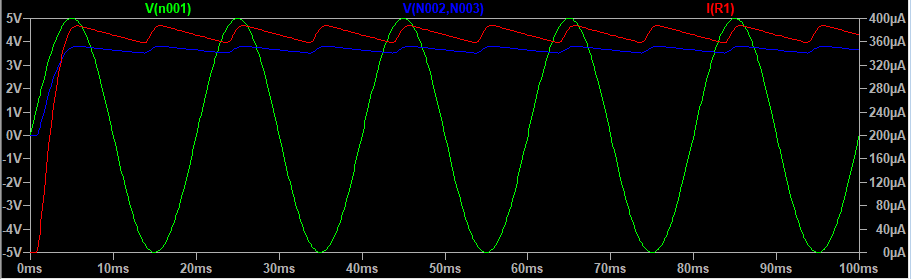 V(n001) V(N002,N003) I(R1)
5V 400µA
4V 360µA
3V 320µA
2V 280µA
1V 240µA
0V 200µA
-1V 160µA
-2V 120µA
-3V 80µA
-4V 40µA
-5V 0µA
0ms 10ms 20ms 30ms 40ms 50ms 60ms 70ms 80ms 90ms 100ms